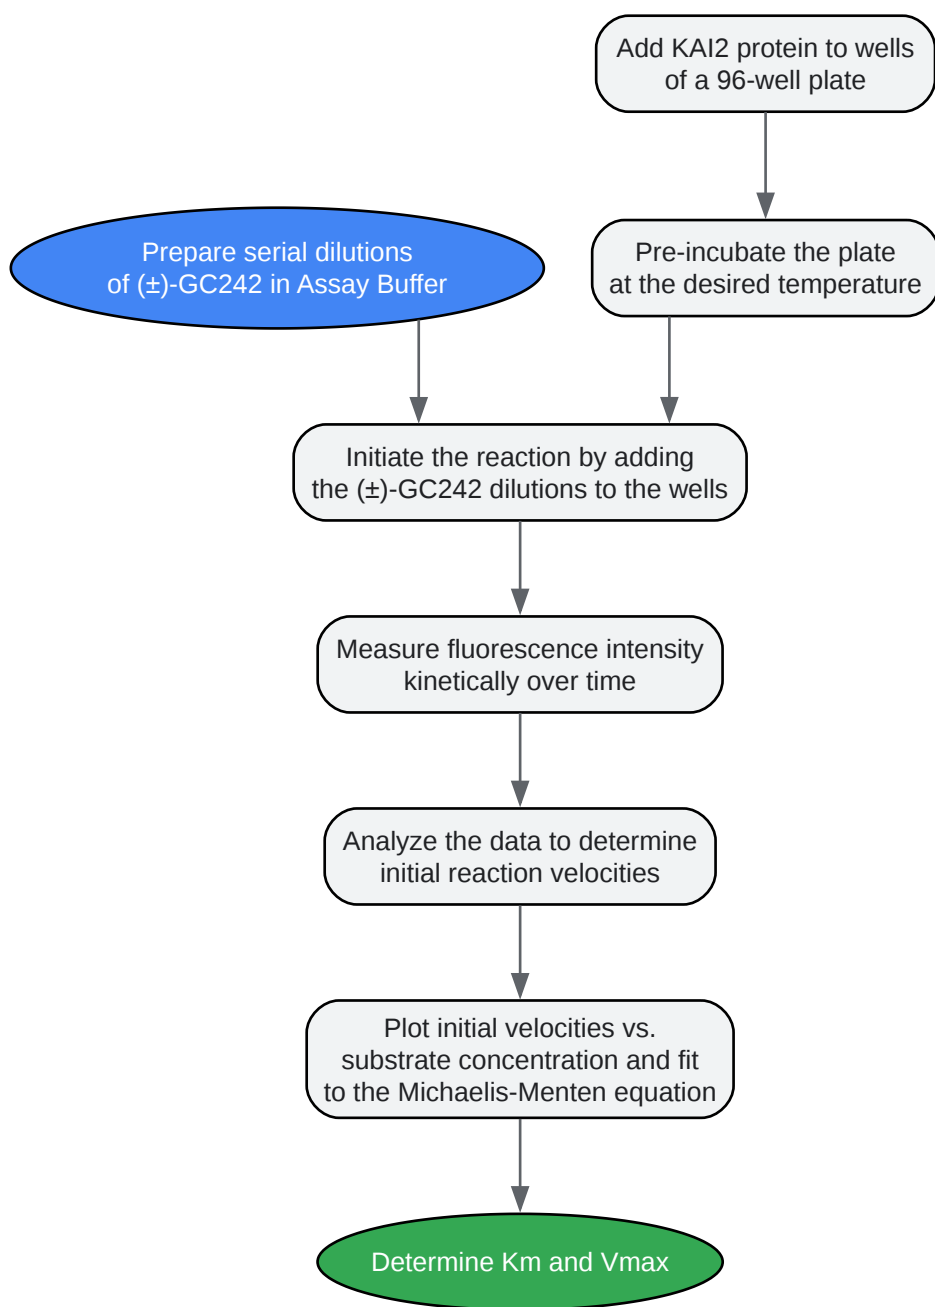 Add KAI2 protein to wells
of a 96-well plate
Prepare serial dilutions
of (±)-GC242 in Assay Buffer
Pre-incubate the plate
at the desired temperature
Initiate the reaction by adding
the (±)-GC242 dilutions to the wells
Measure fluorescence intensity
kinetically over time
Analyze the data to determine
initial reaction velocities
Plot initial velocities vs.
substrate concentration and fit
to the Michaelis-Menten equation
Determine Km and Vmax